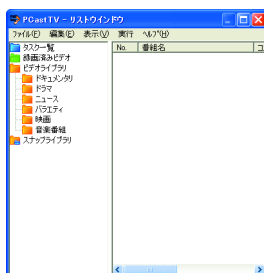 PCastTV - リストウインドウ
ファイル(F) 編集(E) 表示(V) 実行 ヘルプ(H)
タスク一覧
録画済みビデオ
ビデオライブラリ
ドキュメンタリ
ドラマ
ニュース
バラエティ
映画
音楽番組
スナップライブラリ
No. 番組名 コ